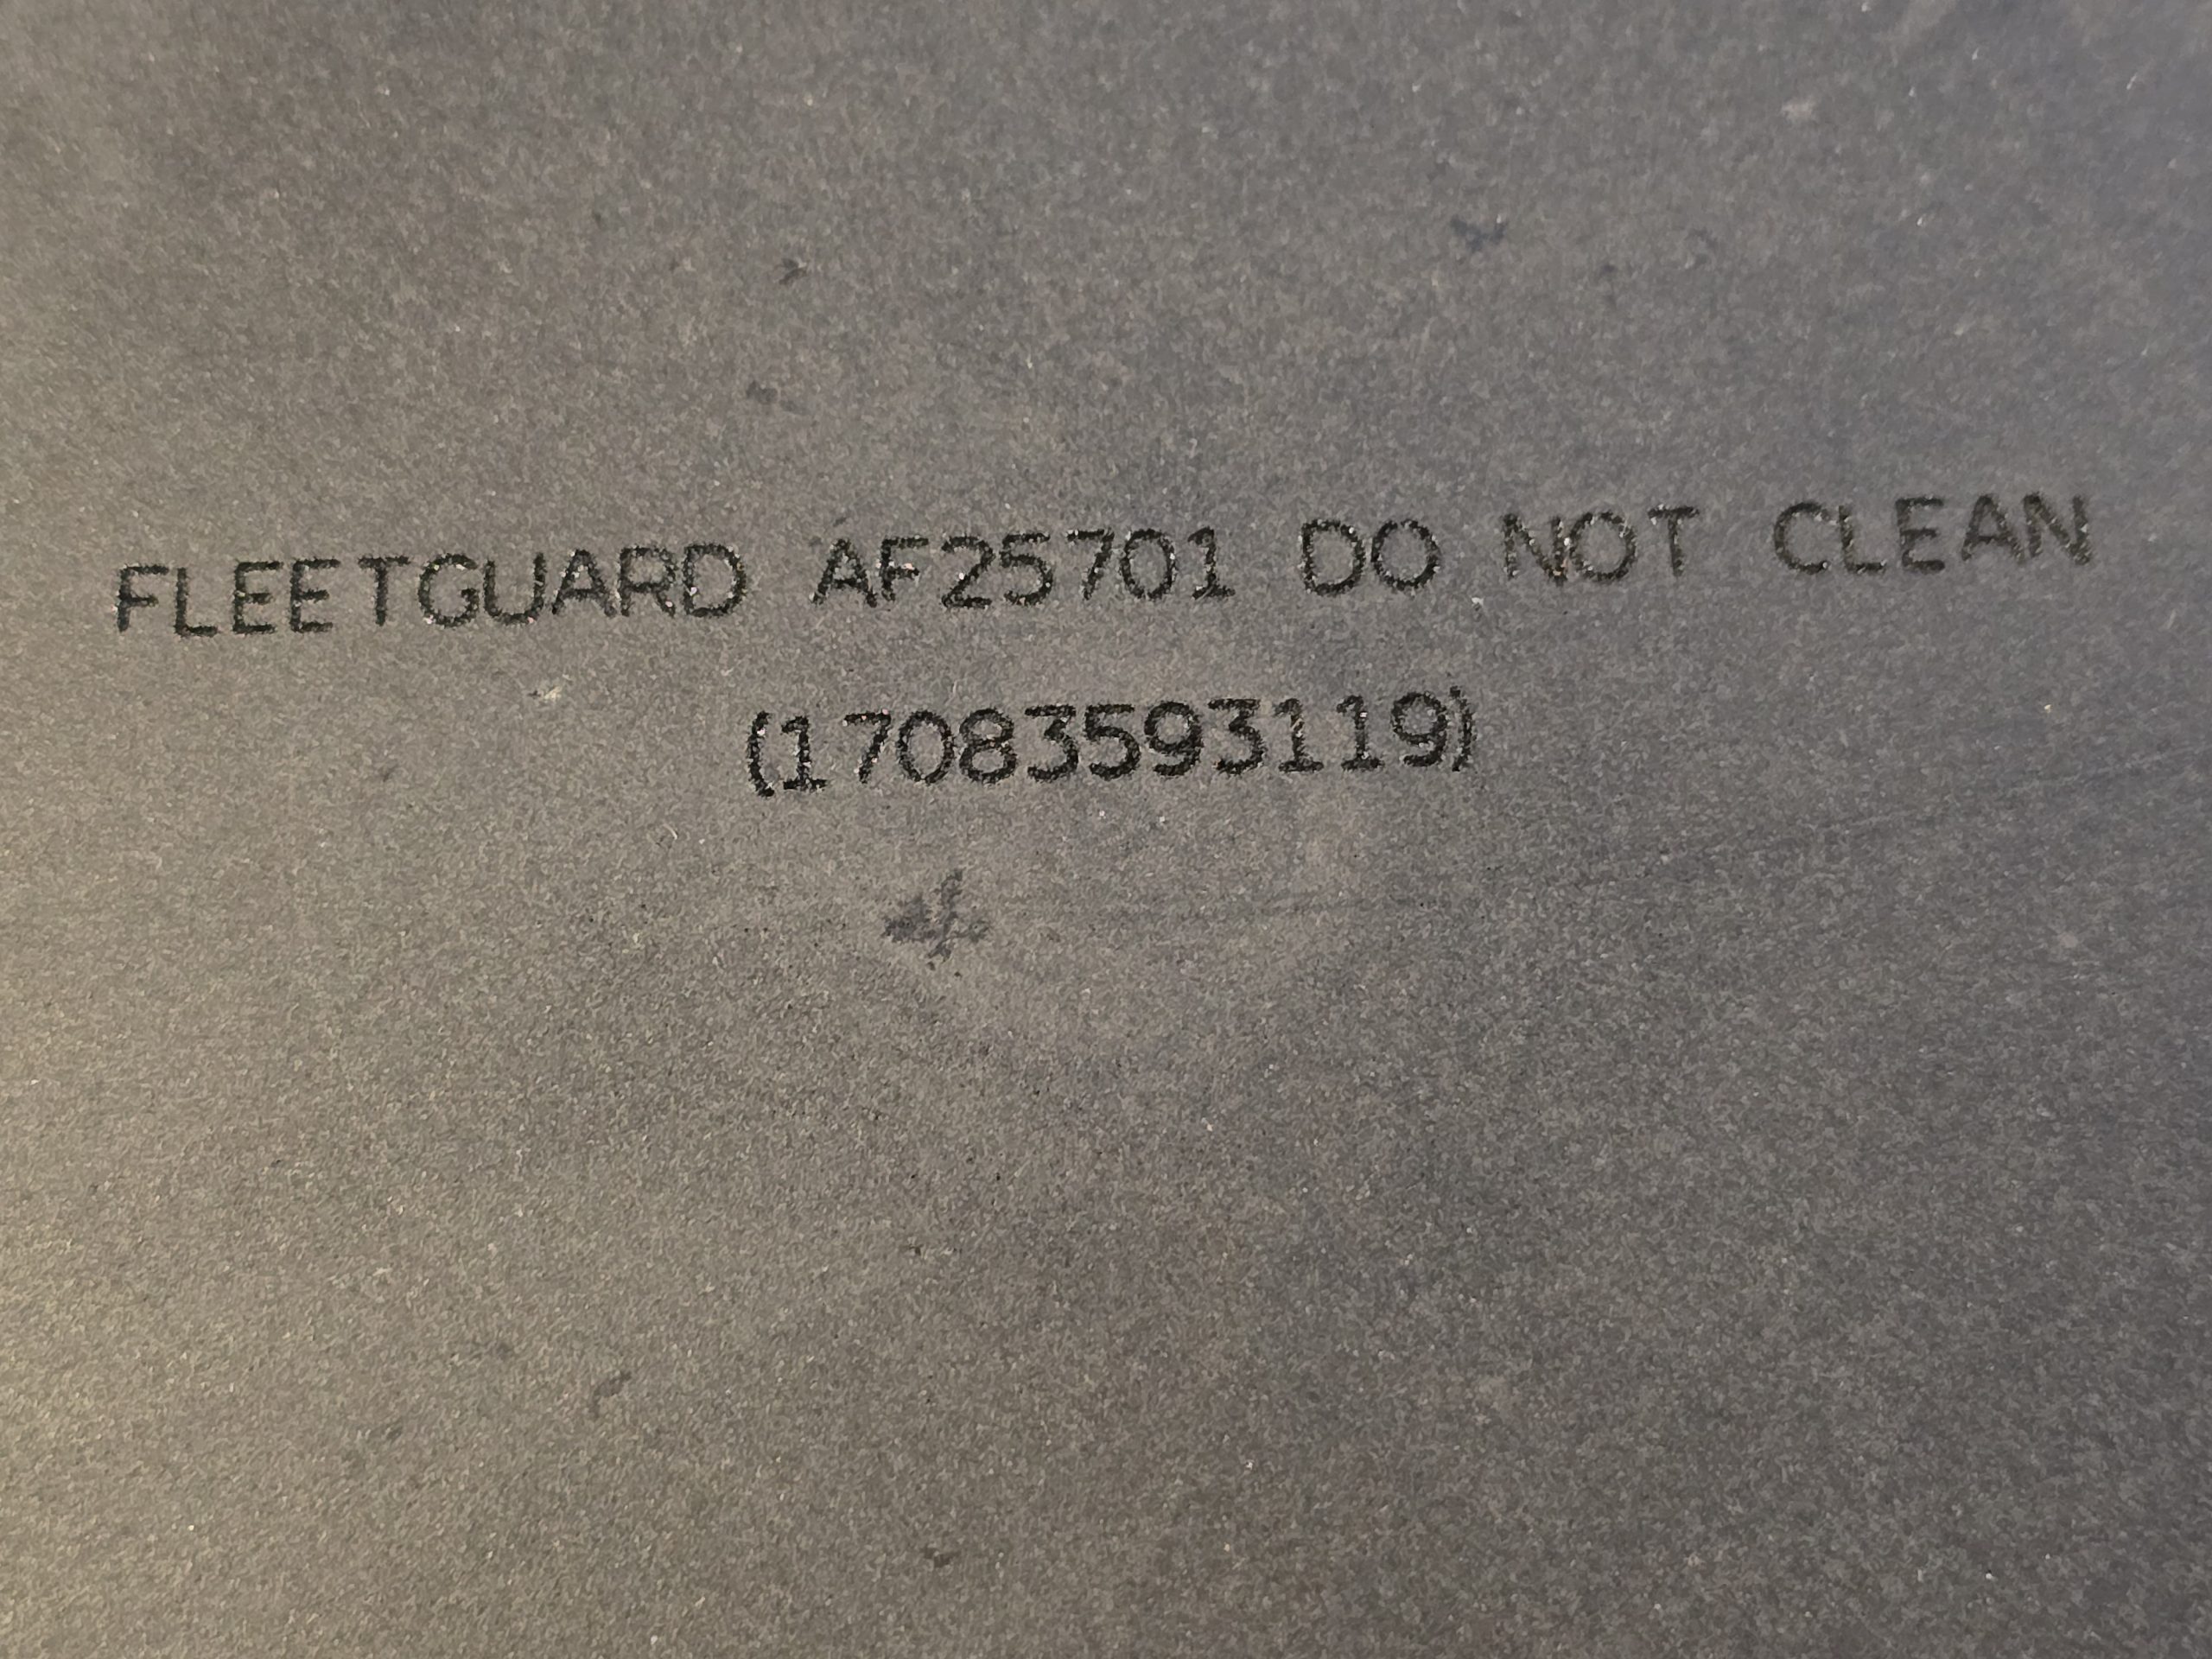 FLEETGUARD AF25701 DO NOT CLEAN
(17083593119)